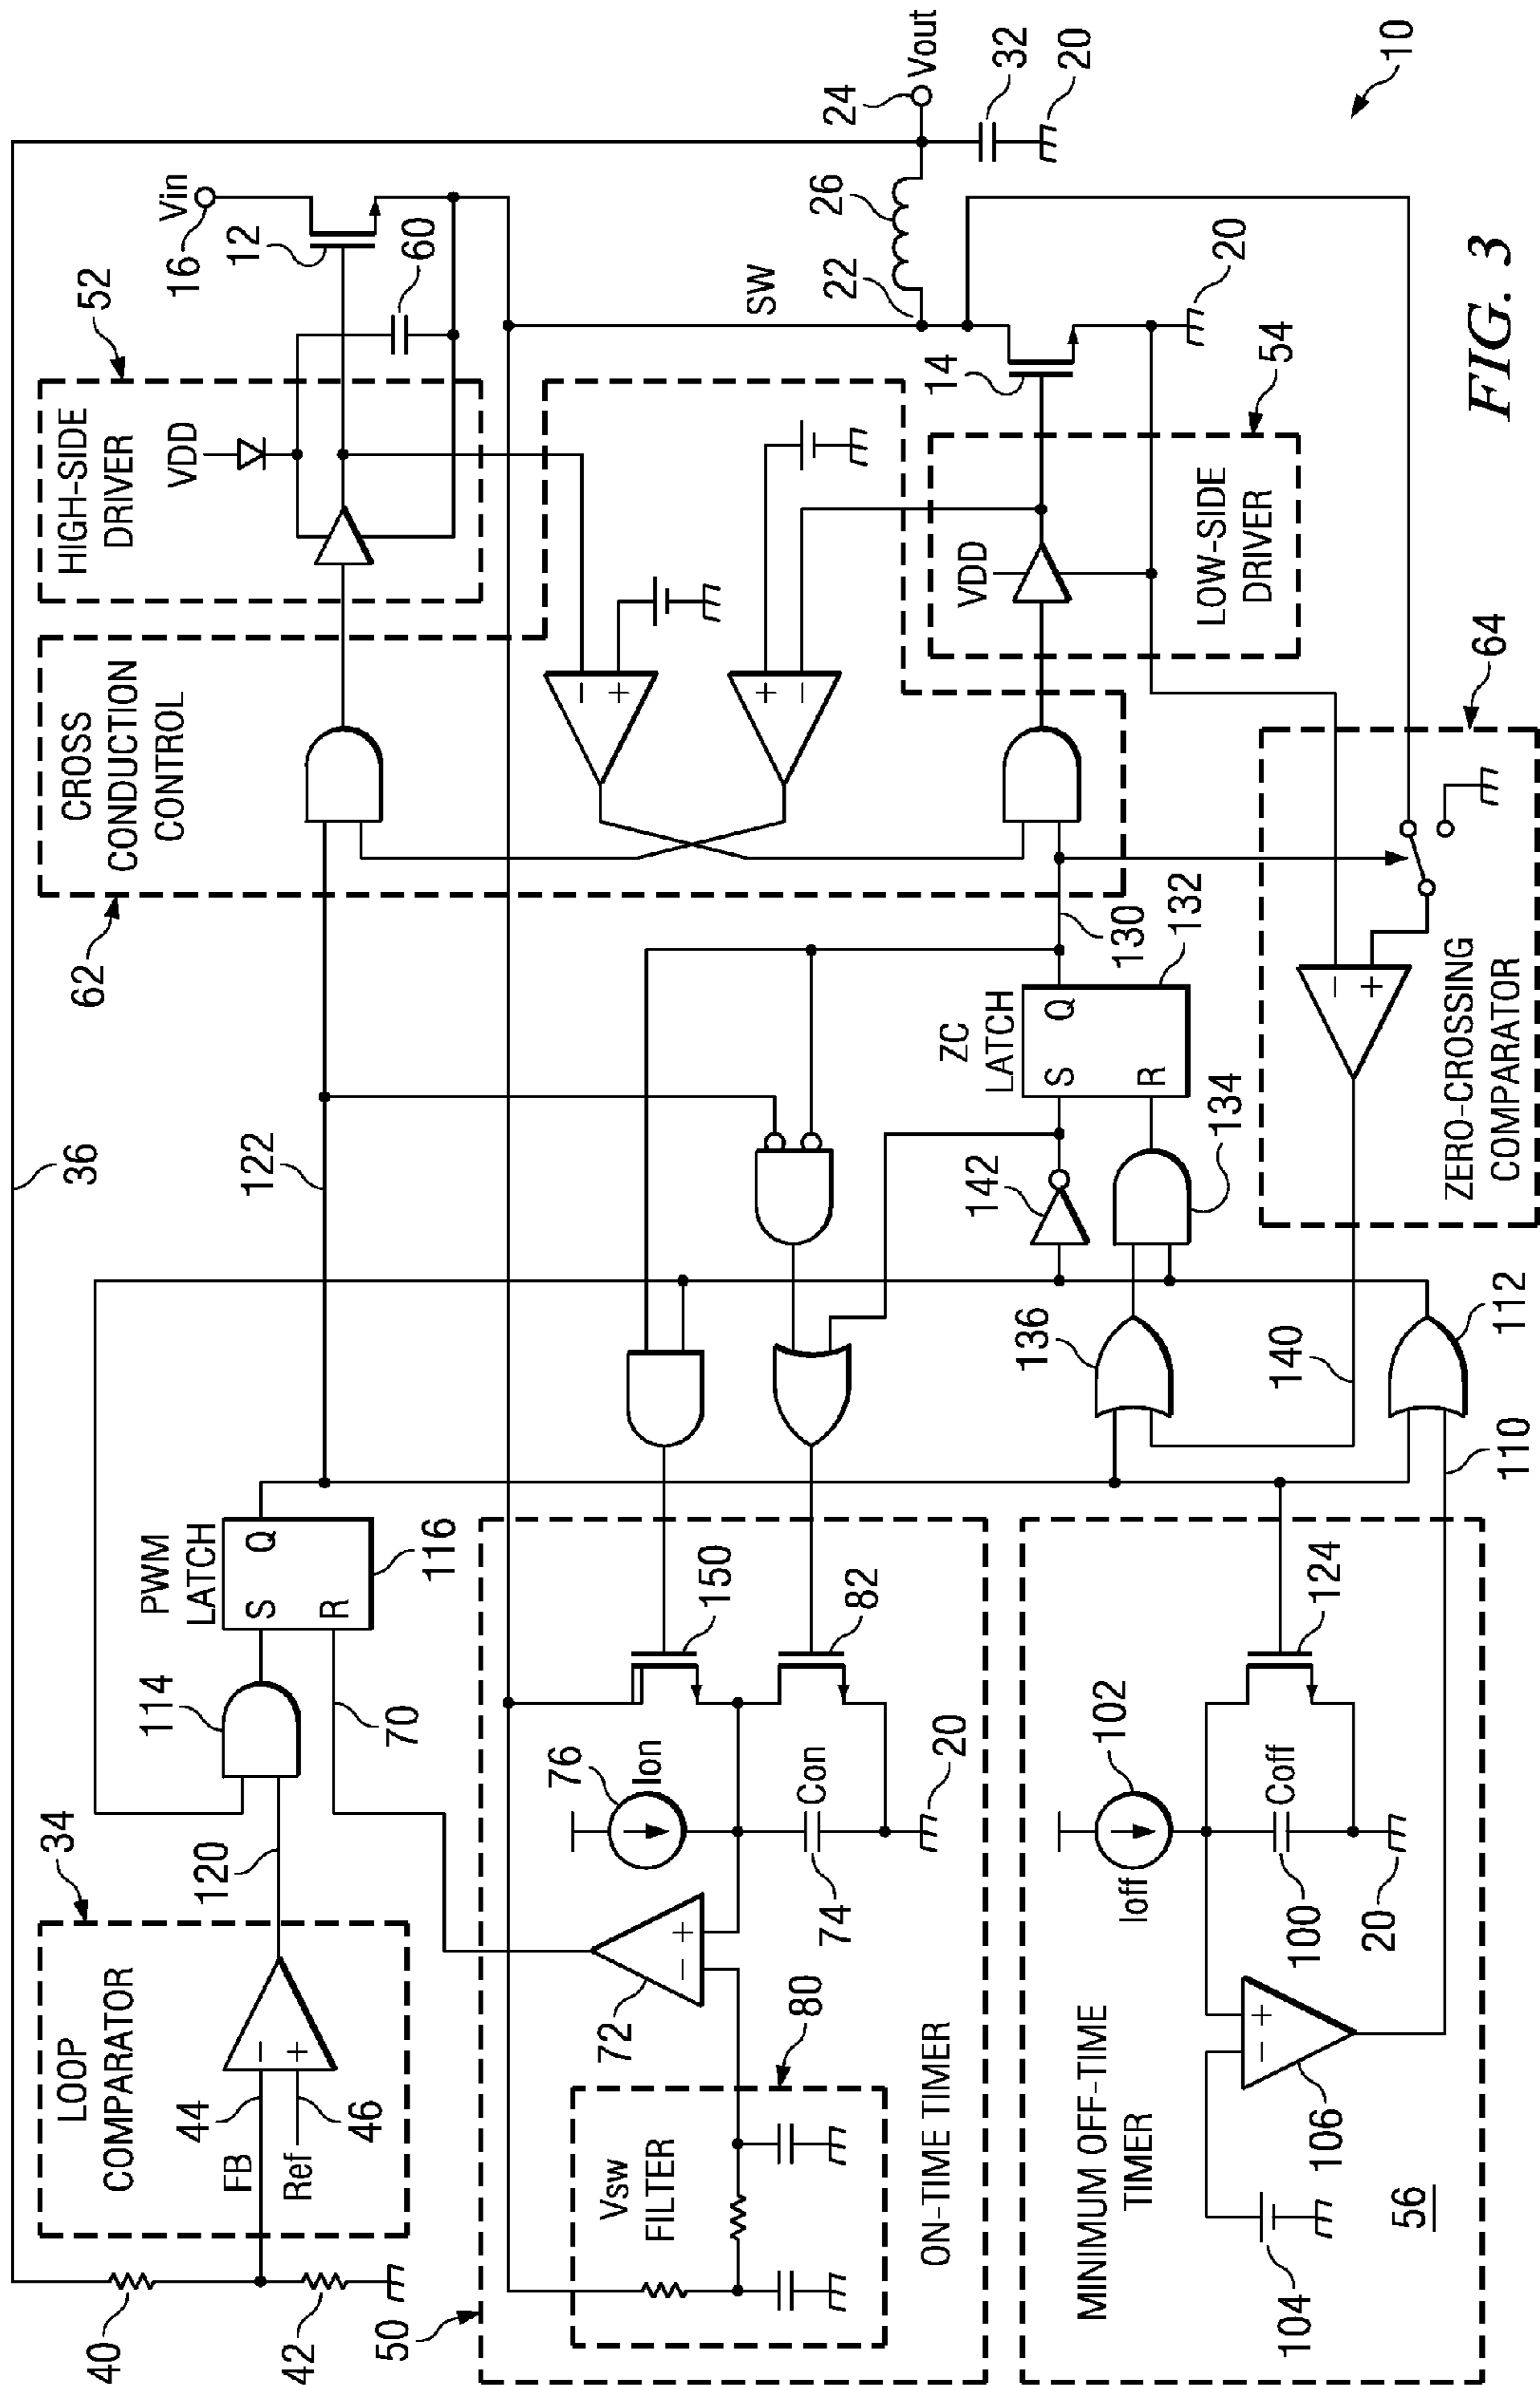 36
40
42
50
LOOP
COMPARATOR
34
44
FB
Ref
46
120
114
70
PWM
LATCH
S
Q
R
116
122
62
CROSS
CONDUCTION
CONTROL
HIGH-SIDE
DRIVER
52
VDD
16
Vin
12
60
SW
22
26
24
Vout
32
20
10
− +
− +
+ −
VDD
LOW-SIDE
DRIVER
14
54
20
Vsw
FILTER
80
ON-TIME TIMER
72
− +
76
Ion
Con
74
20
150
82
MINIMUM OFF-TIME
TIMER
56
104
106
− +
102
Ioff
Coff
100
20
124
110
112
136
140
142
134
ZC
LATCH
S
Q
R
132
130
ZERO-CROSSING
COMPARATOR
− +
64
FIG. 3